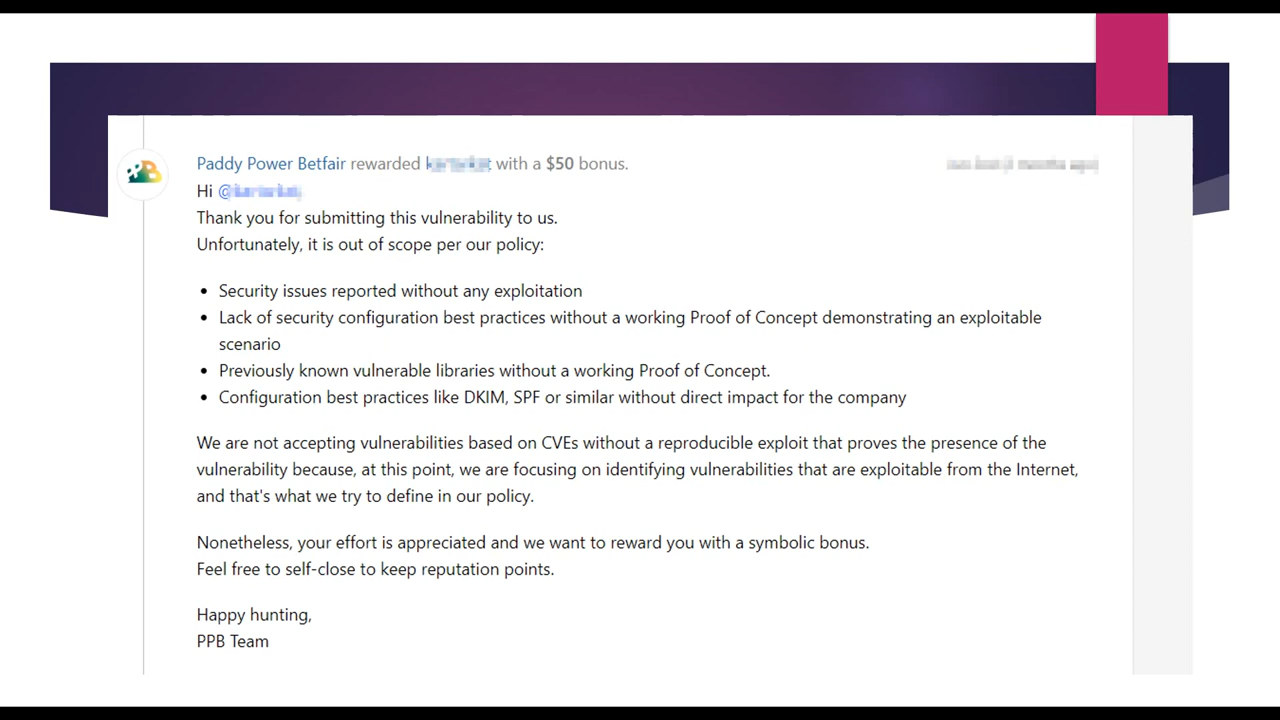 Paddy Power Betfair rewarded with a $50 bonus.
Hi @
Thank you for submitting this vulnerability to us.
Unfortunately, it is out of scope per our policy:
• Security issues reported without any exploitation
• Lack of security configuration best practices without a working Proof of Concept demonstrating an exploitable
scenario
• Previously known vulnerable libraries without a working Proof of Concept.
• Configuration best practices like DKIM, SPF or similar without direct impact for the company
We are not accepting vulnerabilities based on CVEs without a reproducible exploit that proves the presence of the
vulnerability because, at this point, we are focusing on identifying vulnerabilities that are exploitable from the Internet,
and that's what we try to define in our policy.
Nonetheless, your effort is appreciated and we want to reward you with a symbolic bonus.
Feel free to self-close to keep reputation points.
Happy hunting,
PPB Team